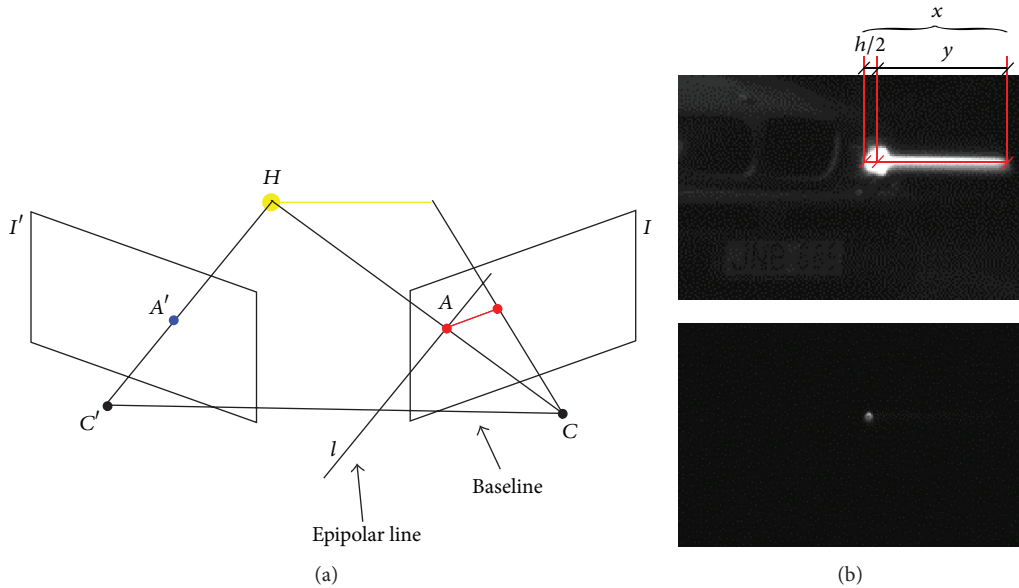 x
h/2
y
H
I′
I
A′
A
C′
C
l
Baseline
Epipolar line
(a)
(b)